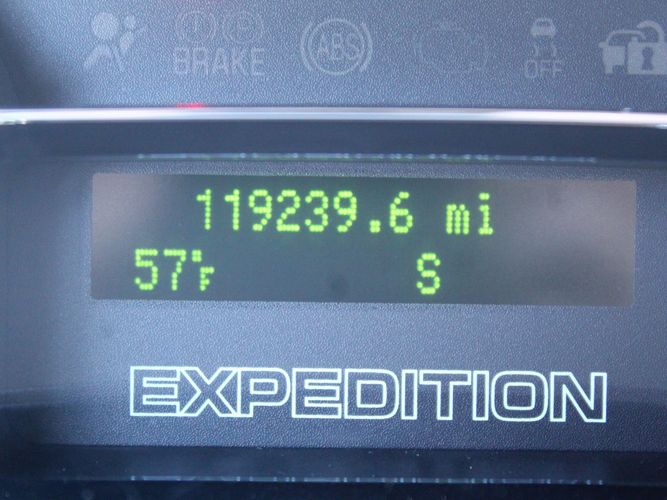 BRAKE ABS OFF
119239.6 mi
57°F S
EXPEDITION